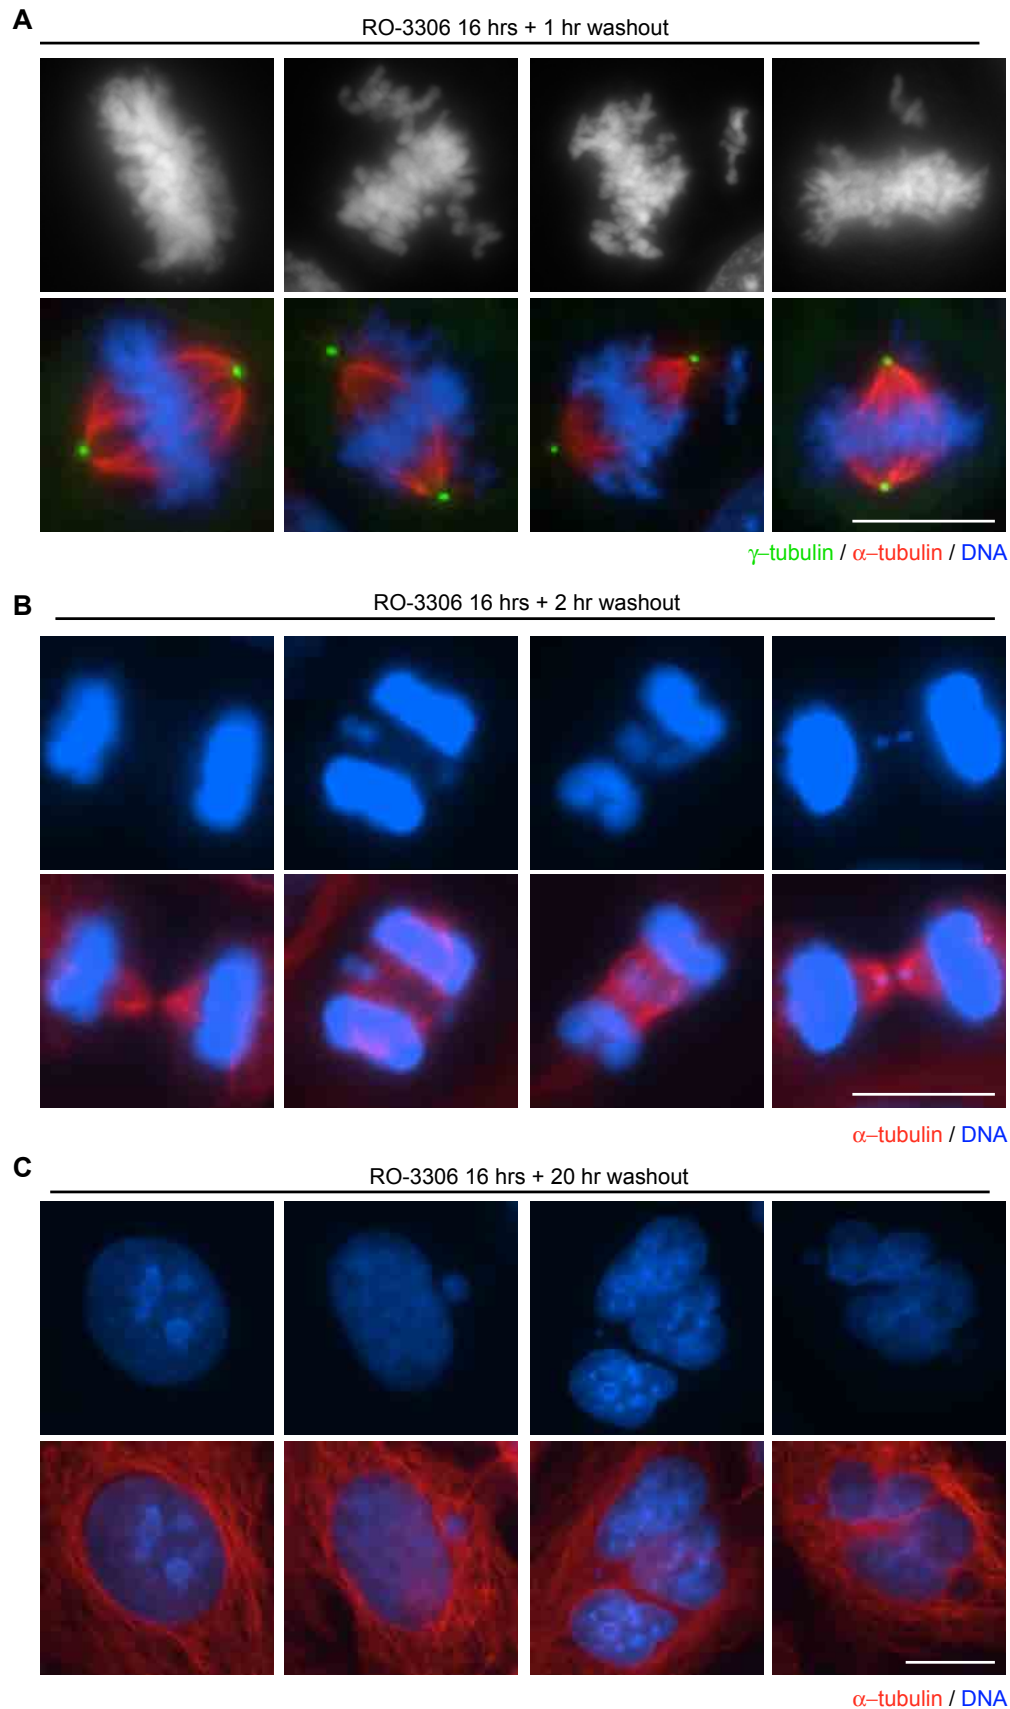 A
RO-3306 16 hrs + 1 hr washout
γ–tubulin / α–tubulin / DNA
B
RO-3306 16 hrs + 2 hr washout
α–tubulin / DNA
C
RO-3306 16 hrs + 20 hr washout
α–tubulin / DNA